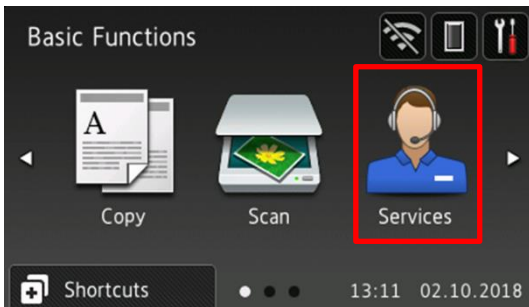 Basic Functions
A
Copy
Scan
Services
Shortcuts
13:11 02.10.2018